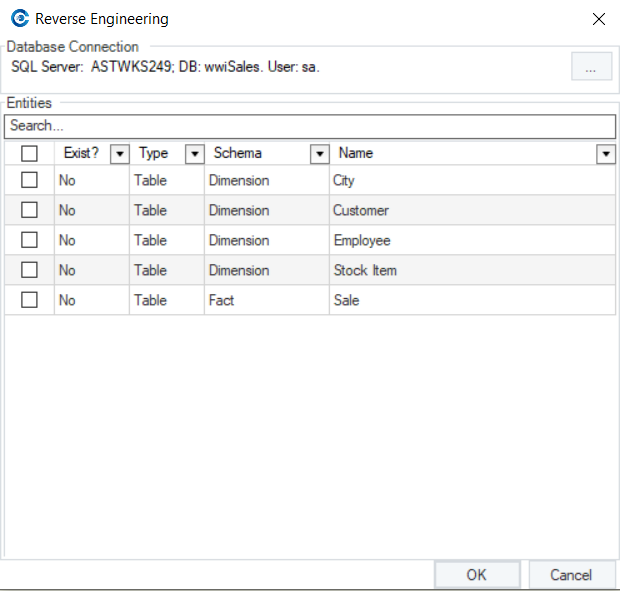 Reverse Engineering
Database Connection
SQL Server:  ASTWKS249; DB: wwiSales. User: sa.
...
Entities
Search...
Exist? Type Schema Name
No Table Dimension City
No Table Dimension Customer
No Table Dimension Employee
No Table Dimension Stock Item
No Table Fact Sale
OK Cancel